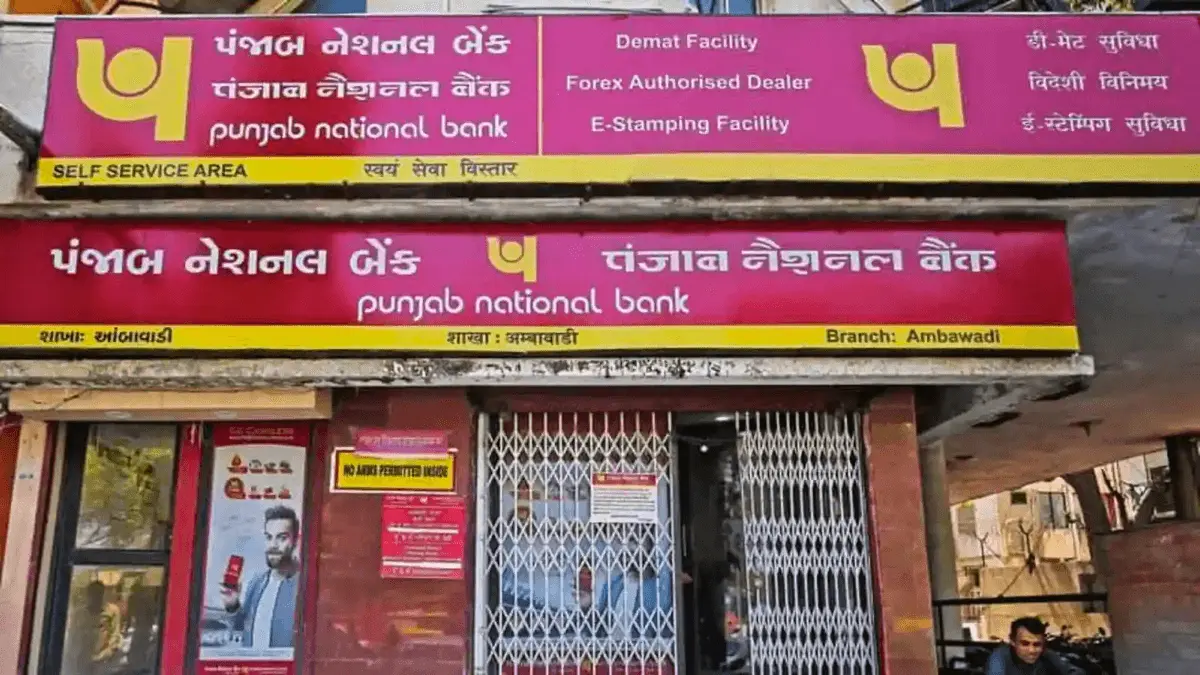 પંજાબ નેશનલ બેંક
पंजाब नैशनल बैंक
punjab national bank
Demat Facility
Forex Authorised Dealer
E-Stamping Facility
डी-मेट सुविधा
विदेशी विनिमय
ई-स्टेम्पिंग सुविधा
SELF SERVICE AREA
स्वयं सेवा विस्तार
પંજાબ નેશનલ બેંક
पंजाब नैशनल बैंक
punjab national bank
શાખાઃ આંબાવાડી
शाखा : अम्बावाडी
Branch: Ambawadi
NO ARMS PERMITTED INSIDE